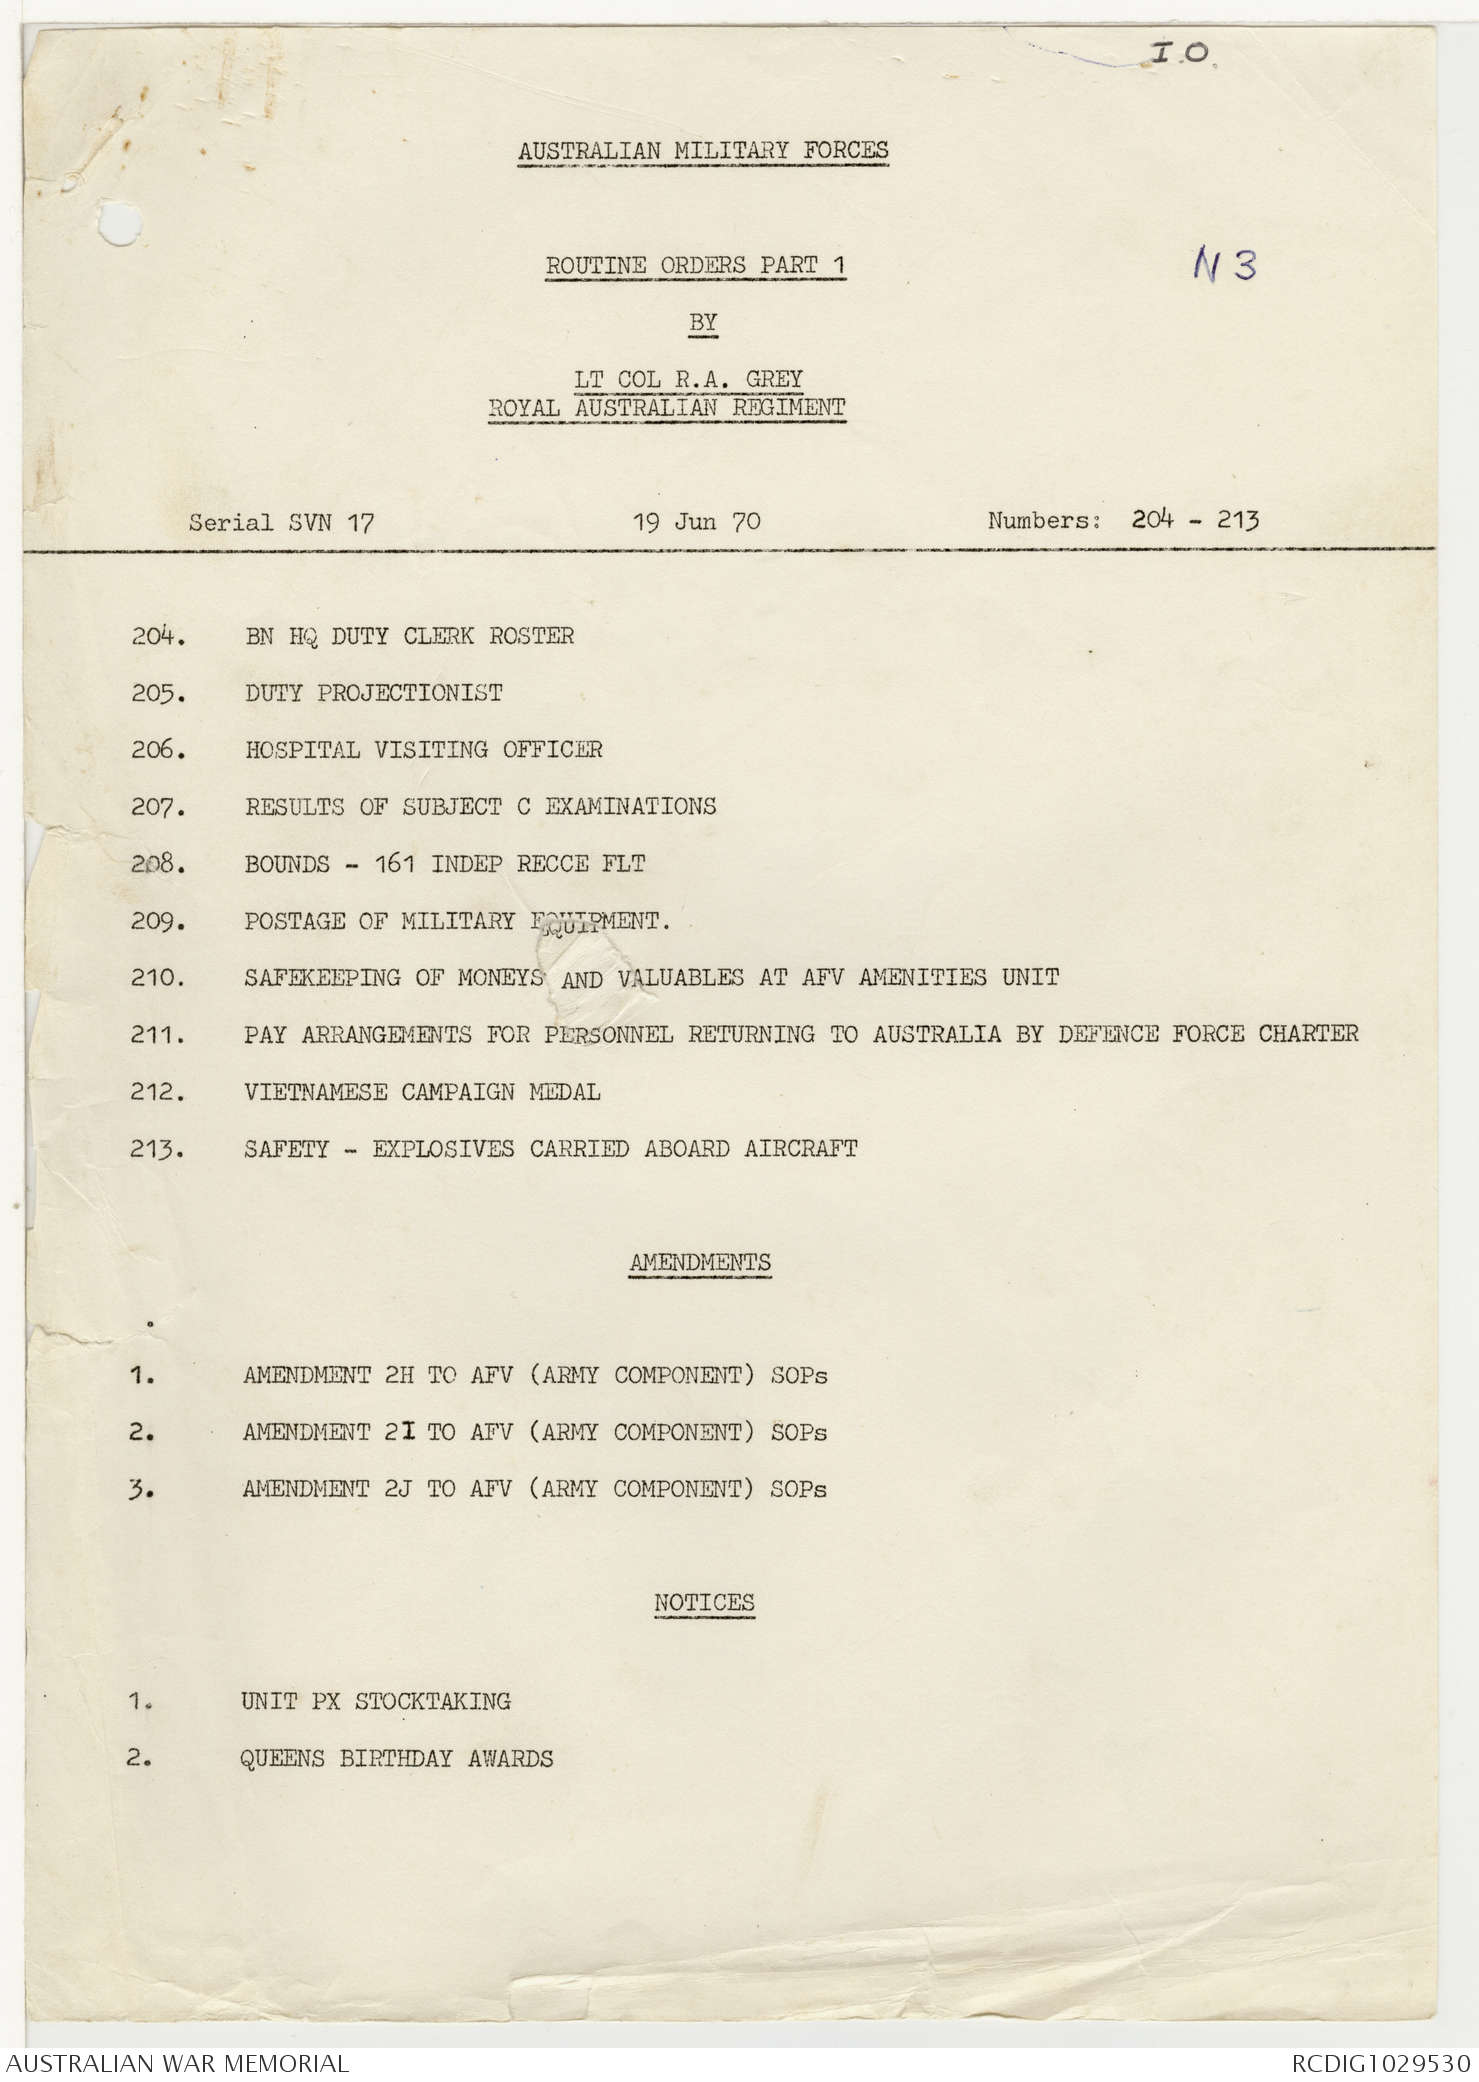 I.O.
AUSTRALIAN MILITARY FORCES
ROUTINE ORDERS PART 1
N 3
BY
LT COL R.A. GREY
ROYAL AUSTRALIAN REGIMENT
Serial SVN 17 19 Jun 70 Numbers: 204 - 213
204. BN HQ DUTY CLERK ROSTER
205. DUTY PROJECTIONIST
206. HOSPITAL VISITING OFFICER
207. RESULTS OF SUBJECT C EXAMINATIONS
208. BOUNDS - 161 INDEP RECCE FLT
209. POSTAGE OF MILITARY EQUIPMENT.
210. SAFEKEEPING OF MONEYS AND VALUABLES AT AFV AMENITIES UNIT
211. PAY ARRANGEMENTS FOR PERSONNEL RETURNING TO AUSTRALIA BY DEFENCE FORCE CHARTER
212. VIETNAMESE CAMPAIGN MEDAL
213. SAFETY - EXPLOSIVES CARRIED ABOARD AIRCRAFT
AMENDMENTS
1. AMENDMENT 2H TO AFV (ARMY COMPONENT) SOPs
2. AMENDMENT 2I TO AFV (ARMY COMPONENT) SOPs
3. AMENDMENT 2J TO AFV (ARMY COMPONENT) SOPs
NOTICES
1. UNIT PX STOCKTAKING
2. QUEENS BIRTHDAY AWARDS
AUSTRALIAN WAR MEMORIAL RCDIG1029530